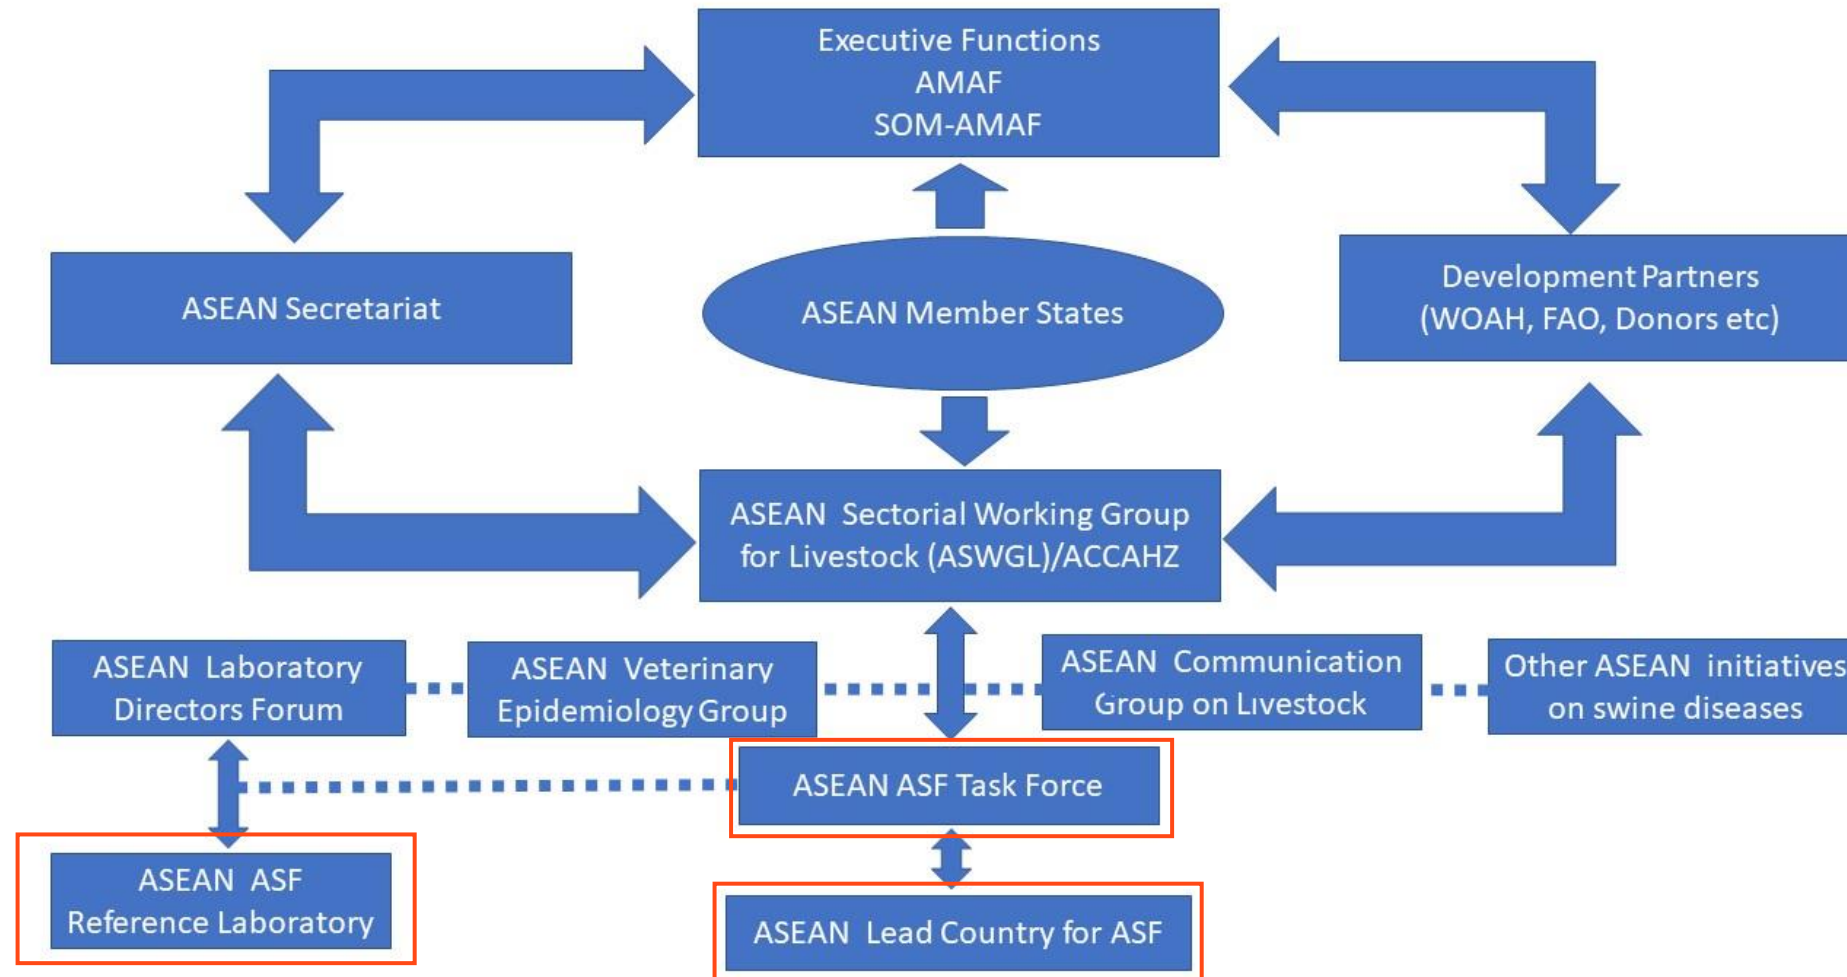 Executive Functions
AMAF
SOM-AMAF
ASEAN Secretariat
ASEAN Member States
Development Partners
(WOAH, FAO, Donors etc)
ASEAN Sectorial Working Group
for Livestock (ASWGL)/ACCAHZ
ASEAN Laboratory
Directors Forum
ASEAN Veterinary
Epidemiology Group
ASEAN Communication
Group on Livestock
Other ASEAN initiatives
on swine diseases
ASEAN ASF Task Force
ASEAN ASF
Reference Laboratory
ASEAN Lead Country for ASF